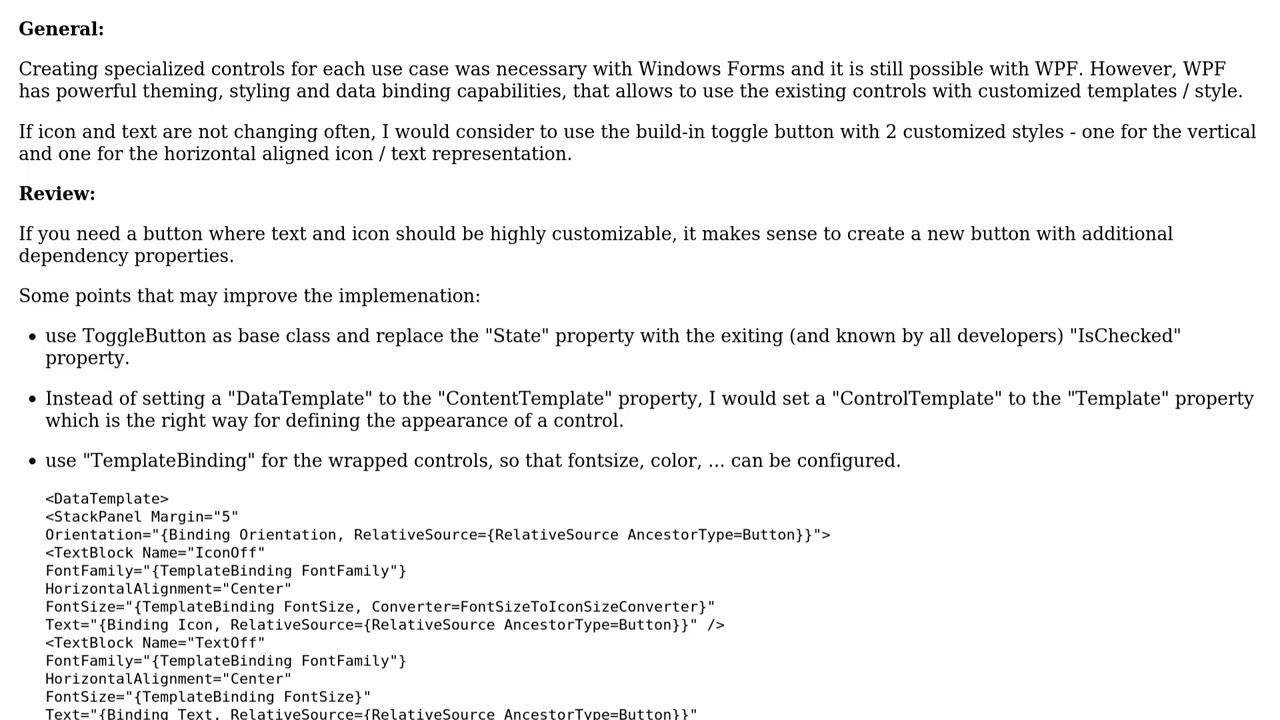 General:
Creating specialized controls for each use case was necessary with Windows Forms and it is still possible with WPF. However, WPF
has powerful theming, styling and data binding capabilities, that allows to use the existing controls with customized templates / style.
If icon and text are not changing often, I would consider to use the build-in toggle button with 2 customized styles - one for the vertical
and one for the horizontal aligned icon / text representation.
Review:
If you need a button where text and icon should be highly customizable, it makes sense to create a new button with additional
dependency properties.
Some points that may improve the implemenation:
• use ToggleButton as base class and replace the "State" property with the exiting (and known by all developers) "IsChecked"
property.
• Instead of setting a "DataTemplate" to the "ContentTemplate" property, I would set a "ControlTemplate" to the "Template" property
which is the right way for defining the appearance of a control.
• use "TemplateBinding" for the wrapped controls, so that fontsize, color, ... can be configured.
<DataTemplate>
<StackPanel Margin="5"
Orientation="{Binding Orientation, RelativeSource={RelativeSource AncestorType=Button}}">
<TextBlock Name="IconOff"
FontFamily="{TemplateBinding FontFamily"}
HorizontalAlignment="Center"
FontSize="{TemplateBinding FontSize, Converter=FontSizeToIconSizeConverter}"
Text="{Binding Icon, RelativeSource={RelativeSource AncestorType=Button}}" />
<TextBlock Name="TextOff"
FontFamily="{TemplateBinding FontFamily"}
HorizontalAlignment="Center"
FontSize="{TemplateBinding FontSize}"
Text="{Binding Text, RelativeSource={RelativeSource AncestorType=Button}}"